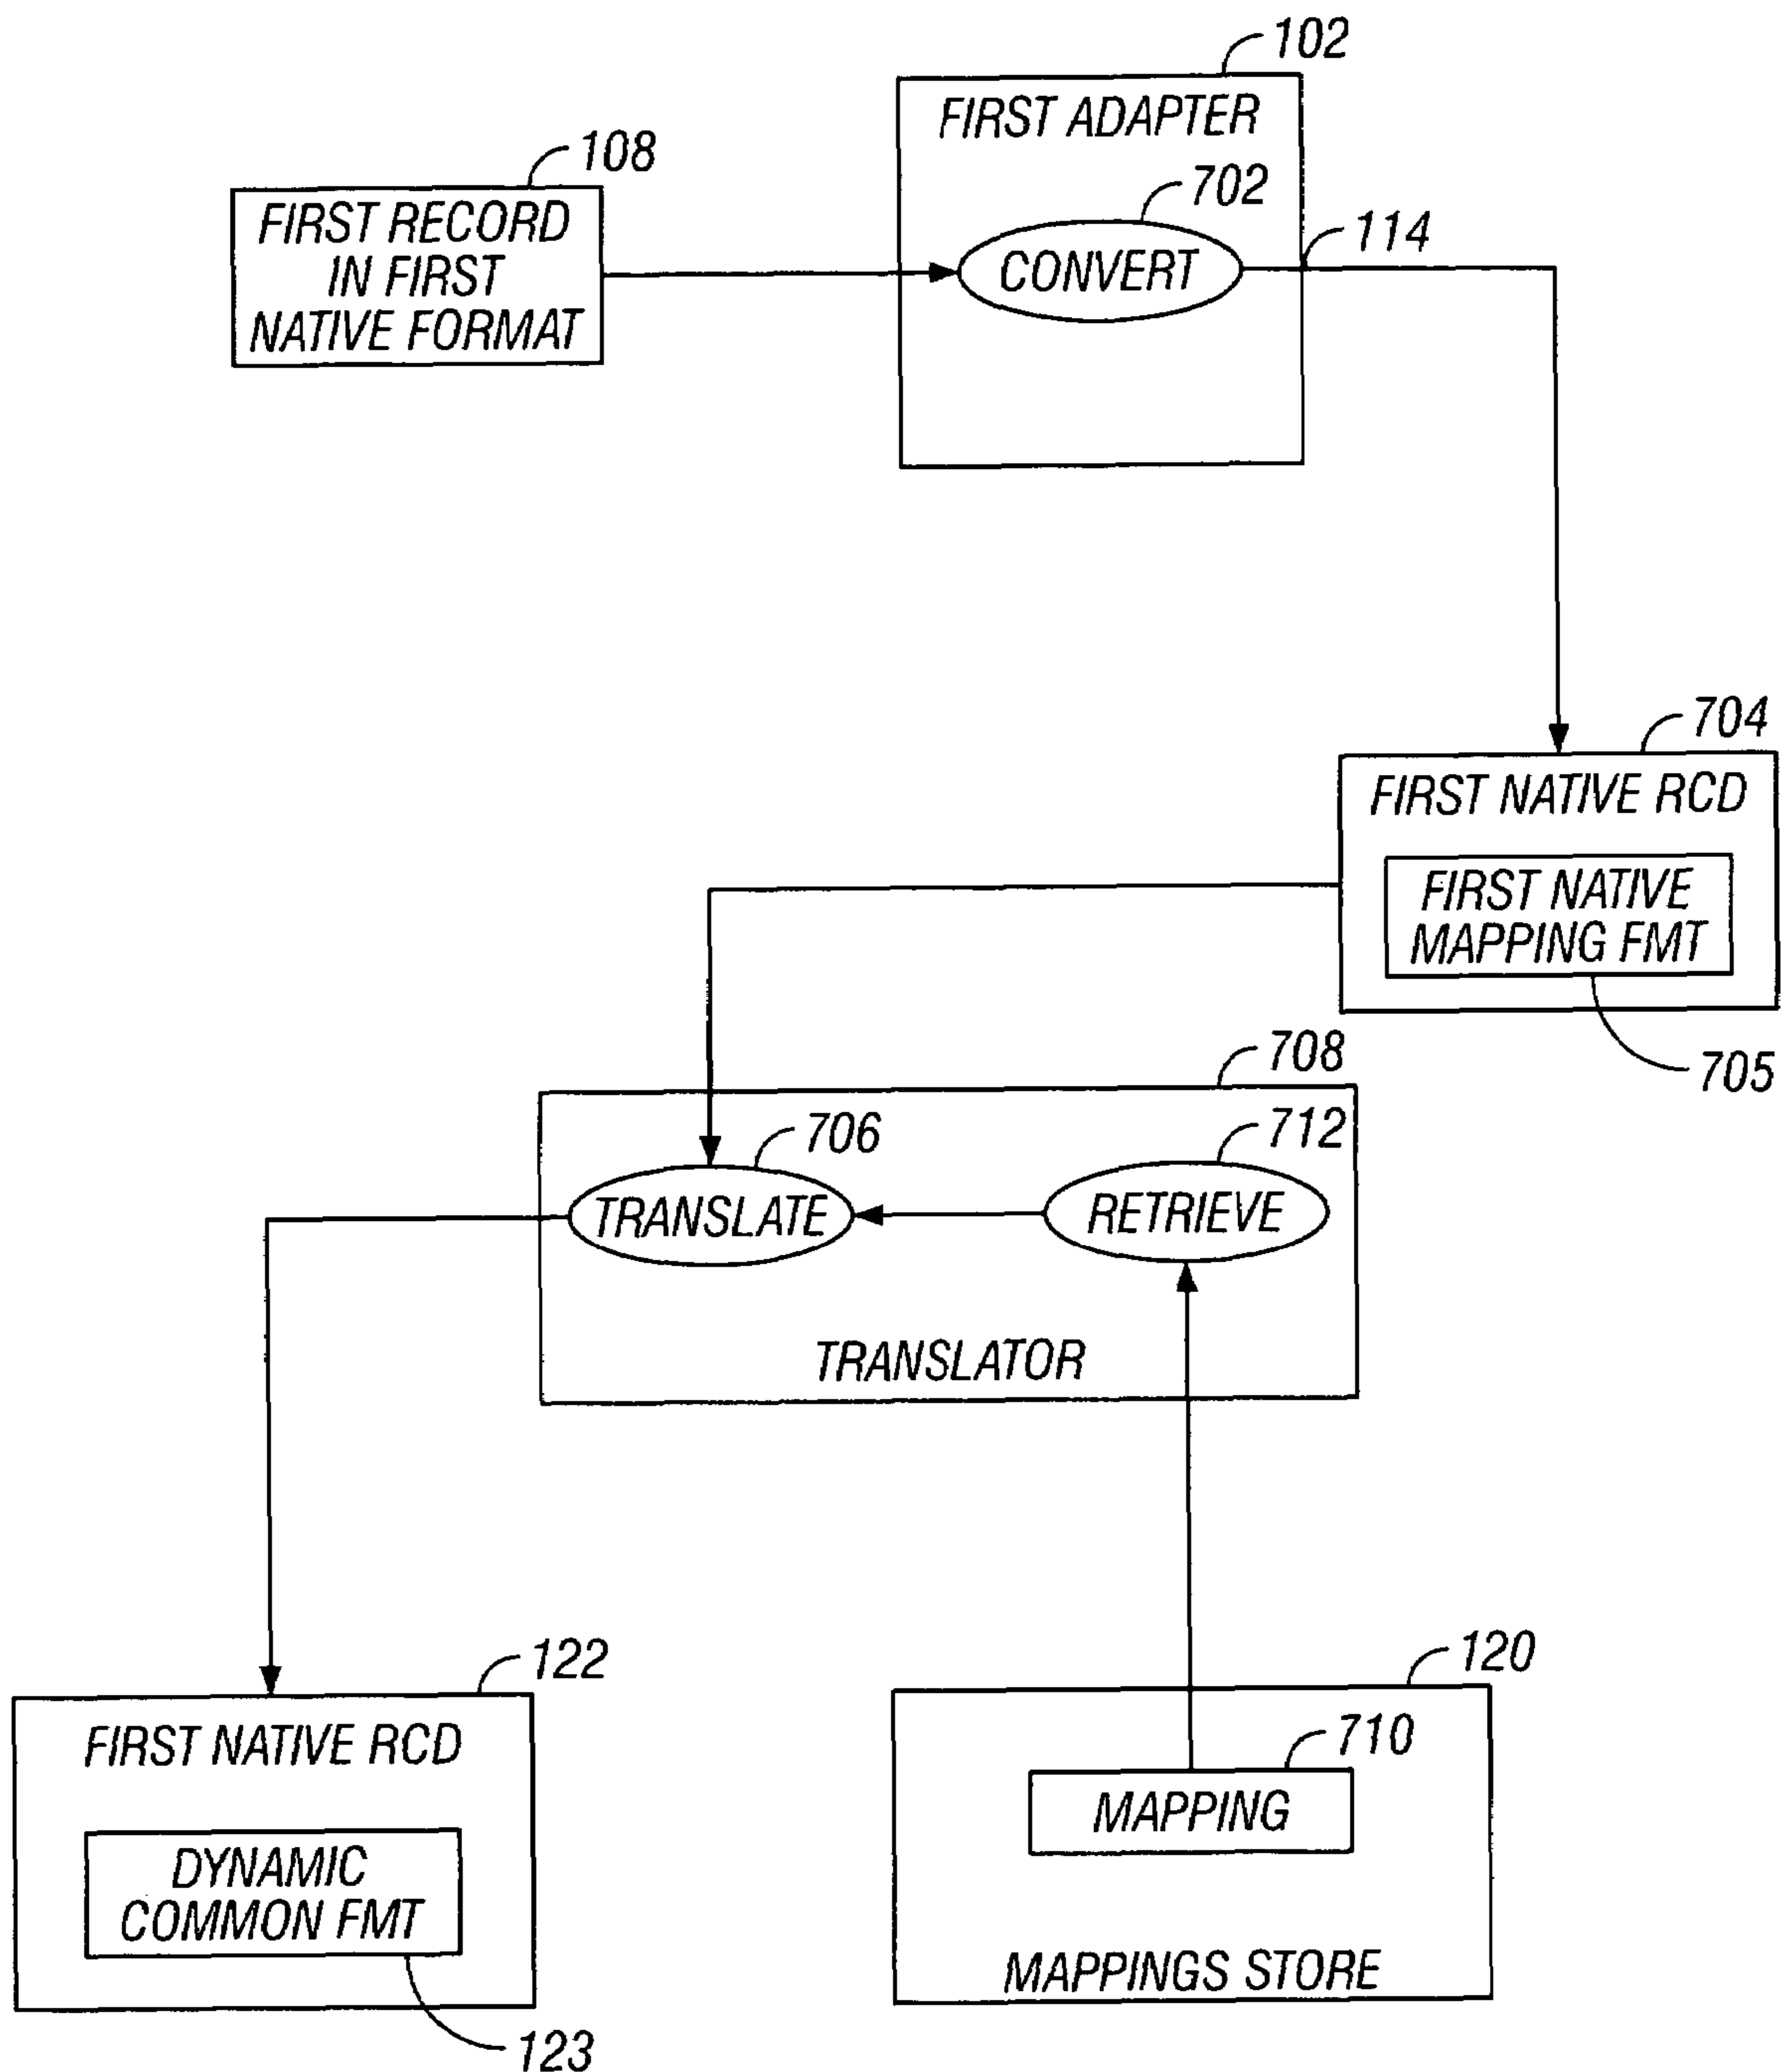 102
FIRST ADAPTER
108
FIRST RECORD
IN FIRST
NATIVE FORMAT
702
CONVERT
114
704
FIRST NATIVE RCD
FIRST NATIVE
MAPPING FMT
705
708
706
712
TRANSLATE
RETRIEVE
TRANSLATOR
122
FIRST NATIVE RCD
DYNAMIC
COMMON FMT
123
120
710
MAPPING
MAPPINGS STORE